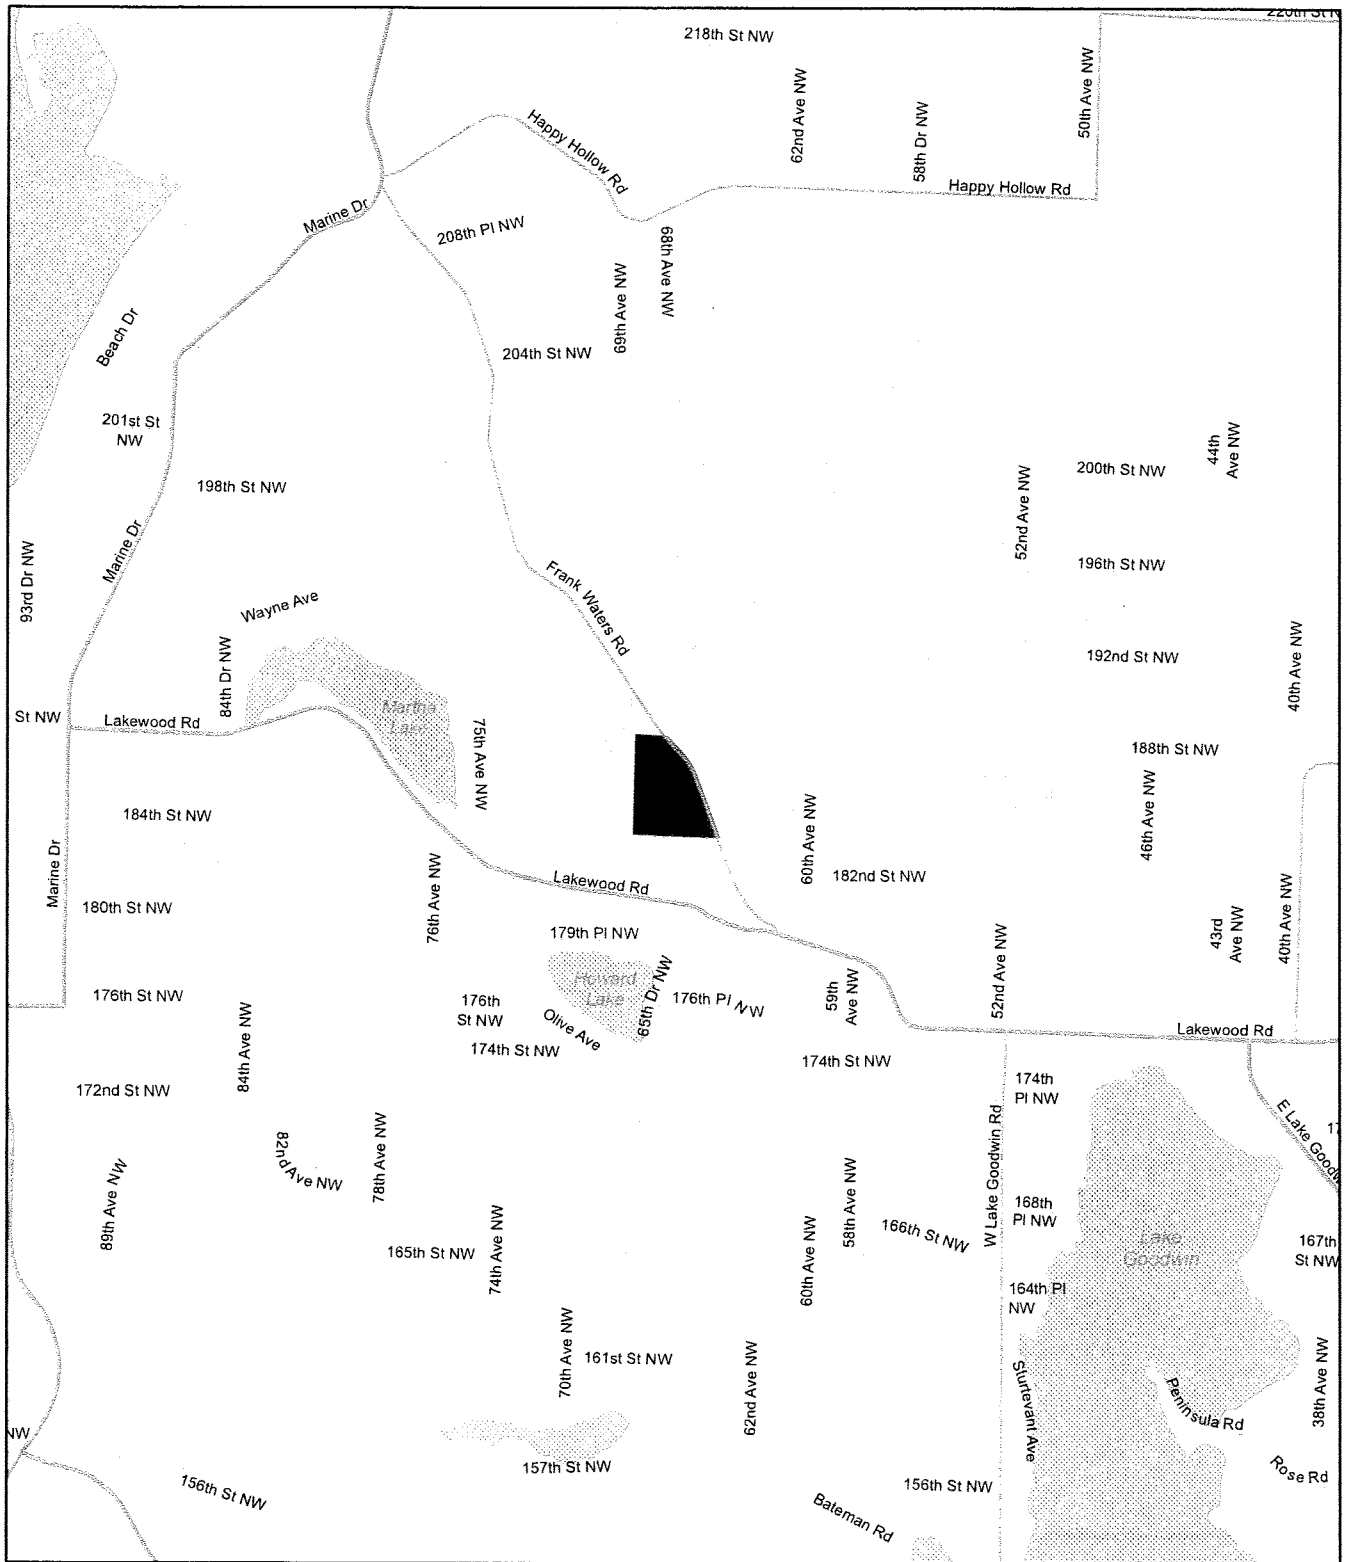 220th St N
218th St NW
50th Ave NW
62nd Ave NW
58th Dr NW
Happy Hollow Rd
Happy Hollow Rd
Marine Dr
208th Pl NW
68th Ave NW
69th Ave NW
Beach Dr
204th St NW
201st St
NW
44th
Ave NW
200th St NW
198th St NW
52nd Ave NW
Marine Dr
196th St NW
93rd Dr NW
Wayne Ave
Frank Waters Rd
192nd St NW
40th Ave NW
84th Dr NW
Martha
Lake
St NW
Lakewood Rd
75th Ave NW
188th St NW
184th St NW
46th Ave NW
60th Ave NW
Marine Dr
76th Ave NW
Lakewood Rd
182nd St NW
180th St NW
43rd
Ave NW
40th Ave NW
179th Pl NW
52nd Ave NW
Howard
Lake
65th Dr NW
176th St NW
176th
St NW
176th Pl NW
59th
Ave NW
Olive Ave
Lakewood Rd
84th Ave NW
174th St NW
174th St NW
172nd St NW
174th
Pl NW
E Lake Goodw
17
82nd Ave NW
78th Ave NW
W Lake Goodwin Rd
89th Ave NW
58th Ave NW
168th
Pl NW
74th Ave NW
165th St NW
60th Ave NW
166th St NW
Lake
Goodwin
167th
St NW
164th Pl
NW
70th Ave NW
161st St NW
62nd Ave NW
Sturtevant Ave
Peninsula Rd
38th Ave NW
NW
157th St NW
156th St NW
156th St NW
Rose Rd
Bateman Rd